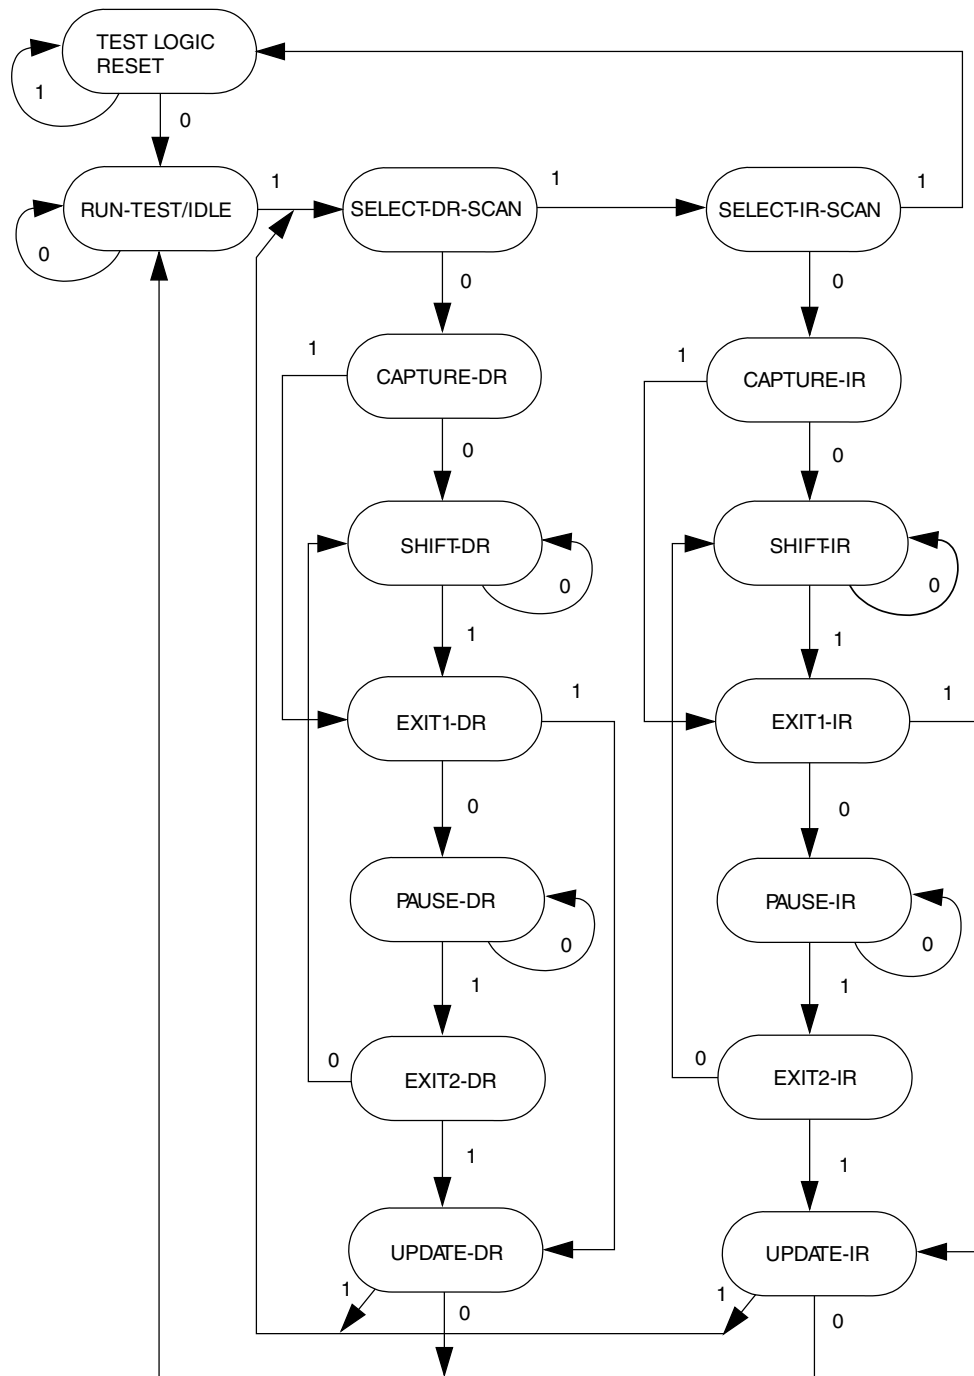 TEST LOGIC
RESET
1
0
RUN-TEST/IDLE
1
0
SELECT-DR-SCAN
1
SELECT-IR-SCAN
1
0
0
1
CAPTURE-DR
1
CAPTURE-IR
0
0
SHIFT-DR
0
SHIFT-IR
0
1
1
EXIT1-DR
1
EXIT1-IR
1
0
0
PAUSE-DR
0
PAUSE-IR
0
1
1
0
EXIT2-DR
0
EXIT2-IR
1
1
UPDATE-DR
UPDATE-IR
1
0
1
0